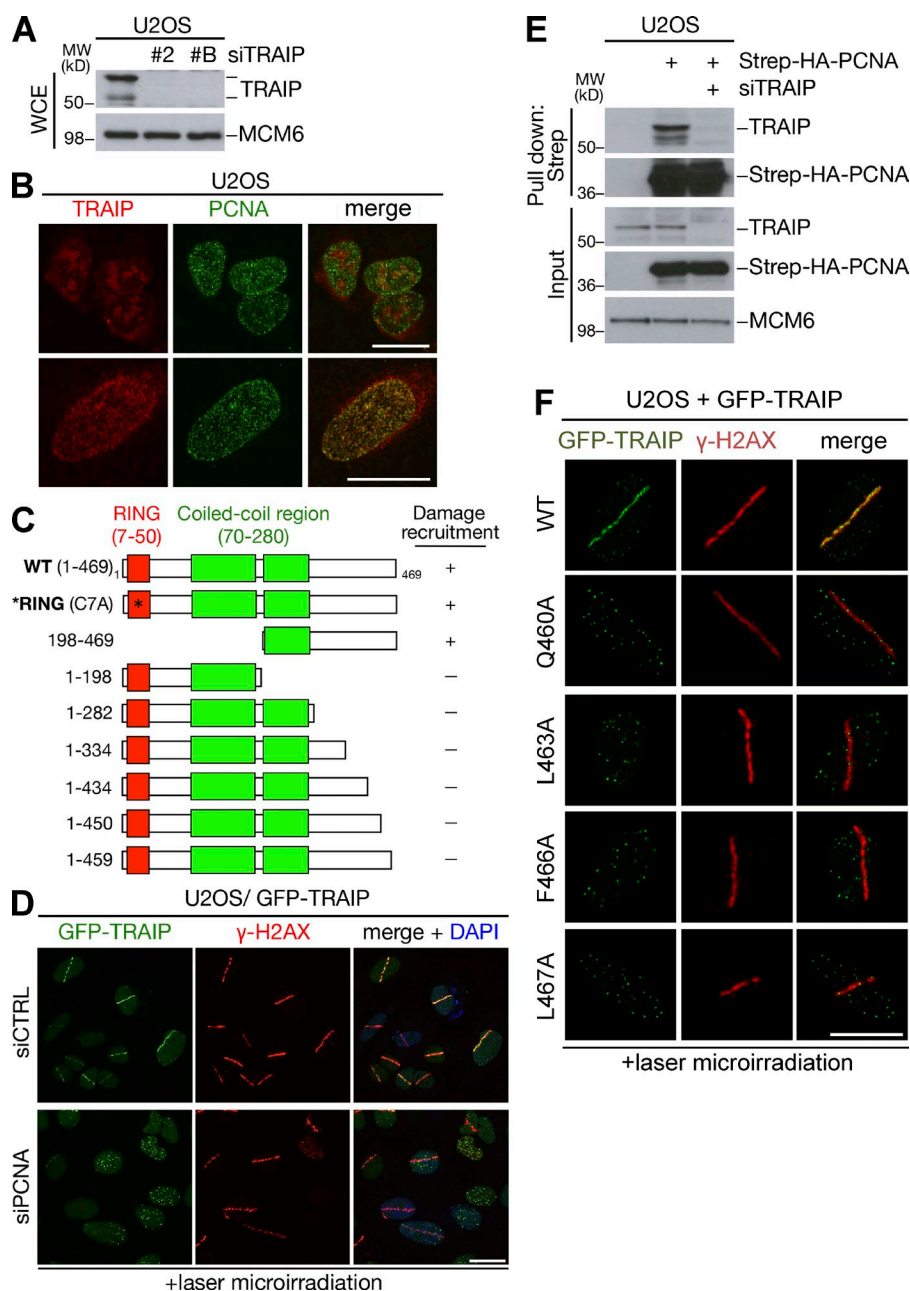 A
U2OS
MW (kD)
#2 #B siTRAIP
WCE
TRAIP
50
98 MCM6
B
U2OS
TRAIP PCNA merge
C
RING (7-50)
Coiled-coil region (70-280)
Damage recruitment
WT (1-469) 1 469 +
*RING (C7A) * +
198-469 +
1-198 –
1-282 –
1-334 –
1-434 –
1-450 –
1-459 –
D
U2OS/ GFP-TRAIP
GFP-TRAIP γ-H2AX merge + DAPI
siCTRL
siPCNA
+laser microirradiation
E
U2OS
+ + Strep-HA-PCNA
+ siTRAIP
MW (kD)
Pull down: Strep
TRAIP
50
Strep-HA-PCNA
36
Input
TRAIP
50
Strep-HA-PCNA
36
MCM6
98
F
U2OS + GFP-TRAIP
GFP-TRAIP γ-H2AX merge
WT
Q460A
L463A
F466A
L467A
+laser microirradiation